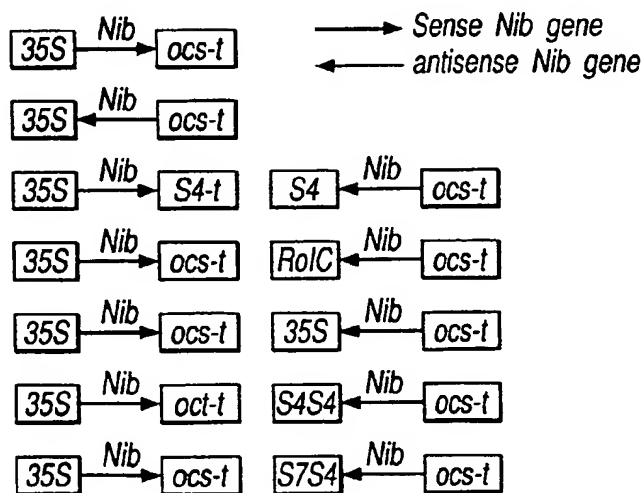 35S Nib ocs-t
Sense Nib gene
antisense Nib gene
35S Nib ocs-t
35S Nib S4-t S4 Nib ocs-t
35S Nib ocs-t RolC Nib ocs-t
35S Nib ocs-t 35S Nib ocs-t
35S Nib oct-t S4S4 Nib ocs-t
35S Nib ocs-t S7S4 Nib ocs-t